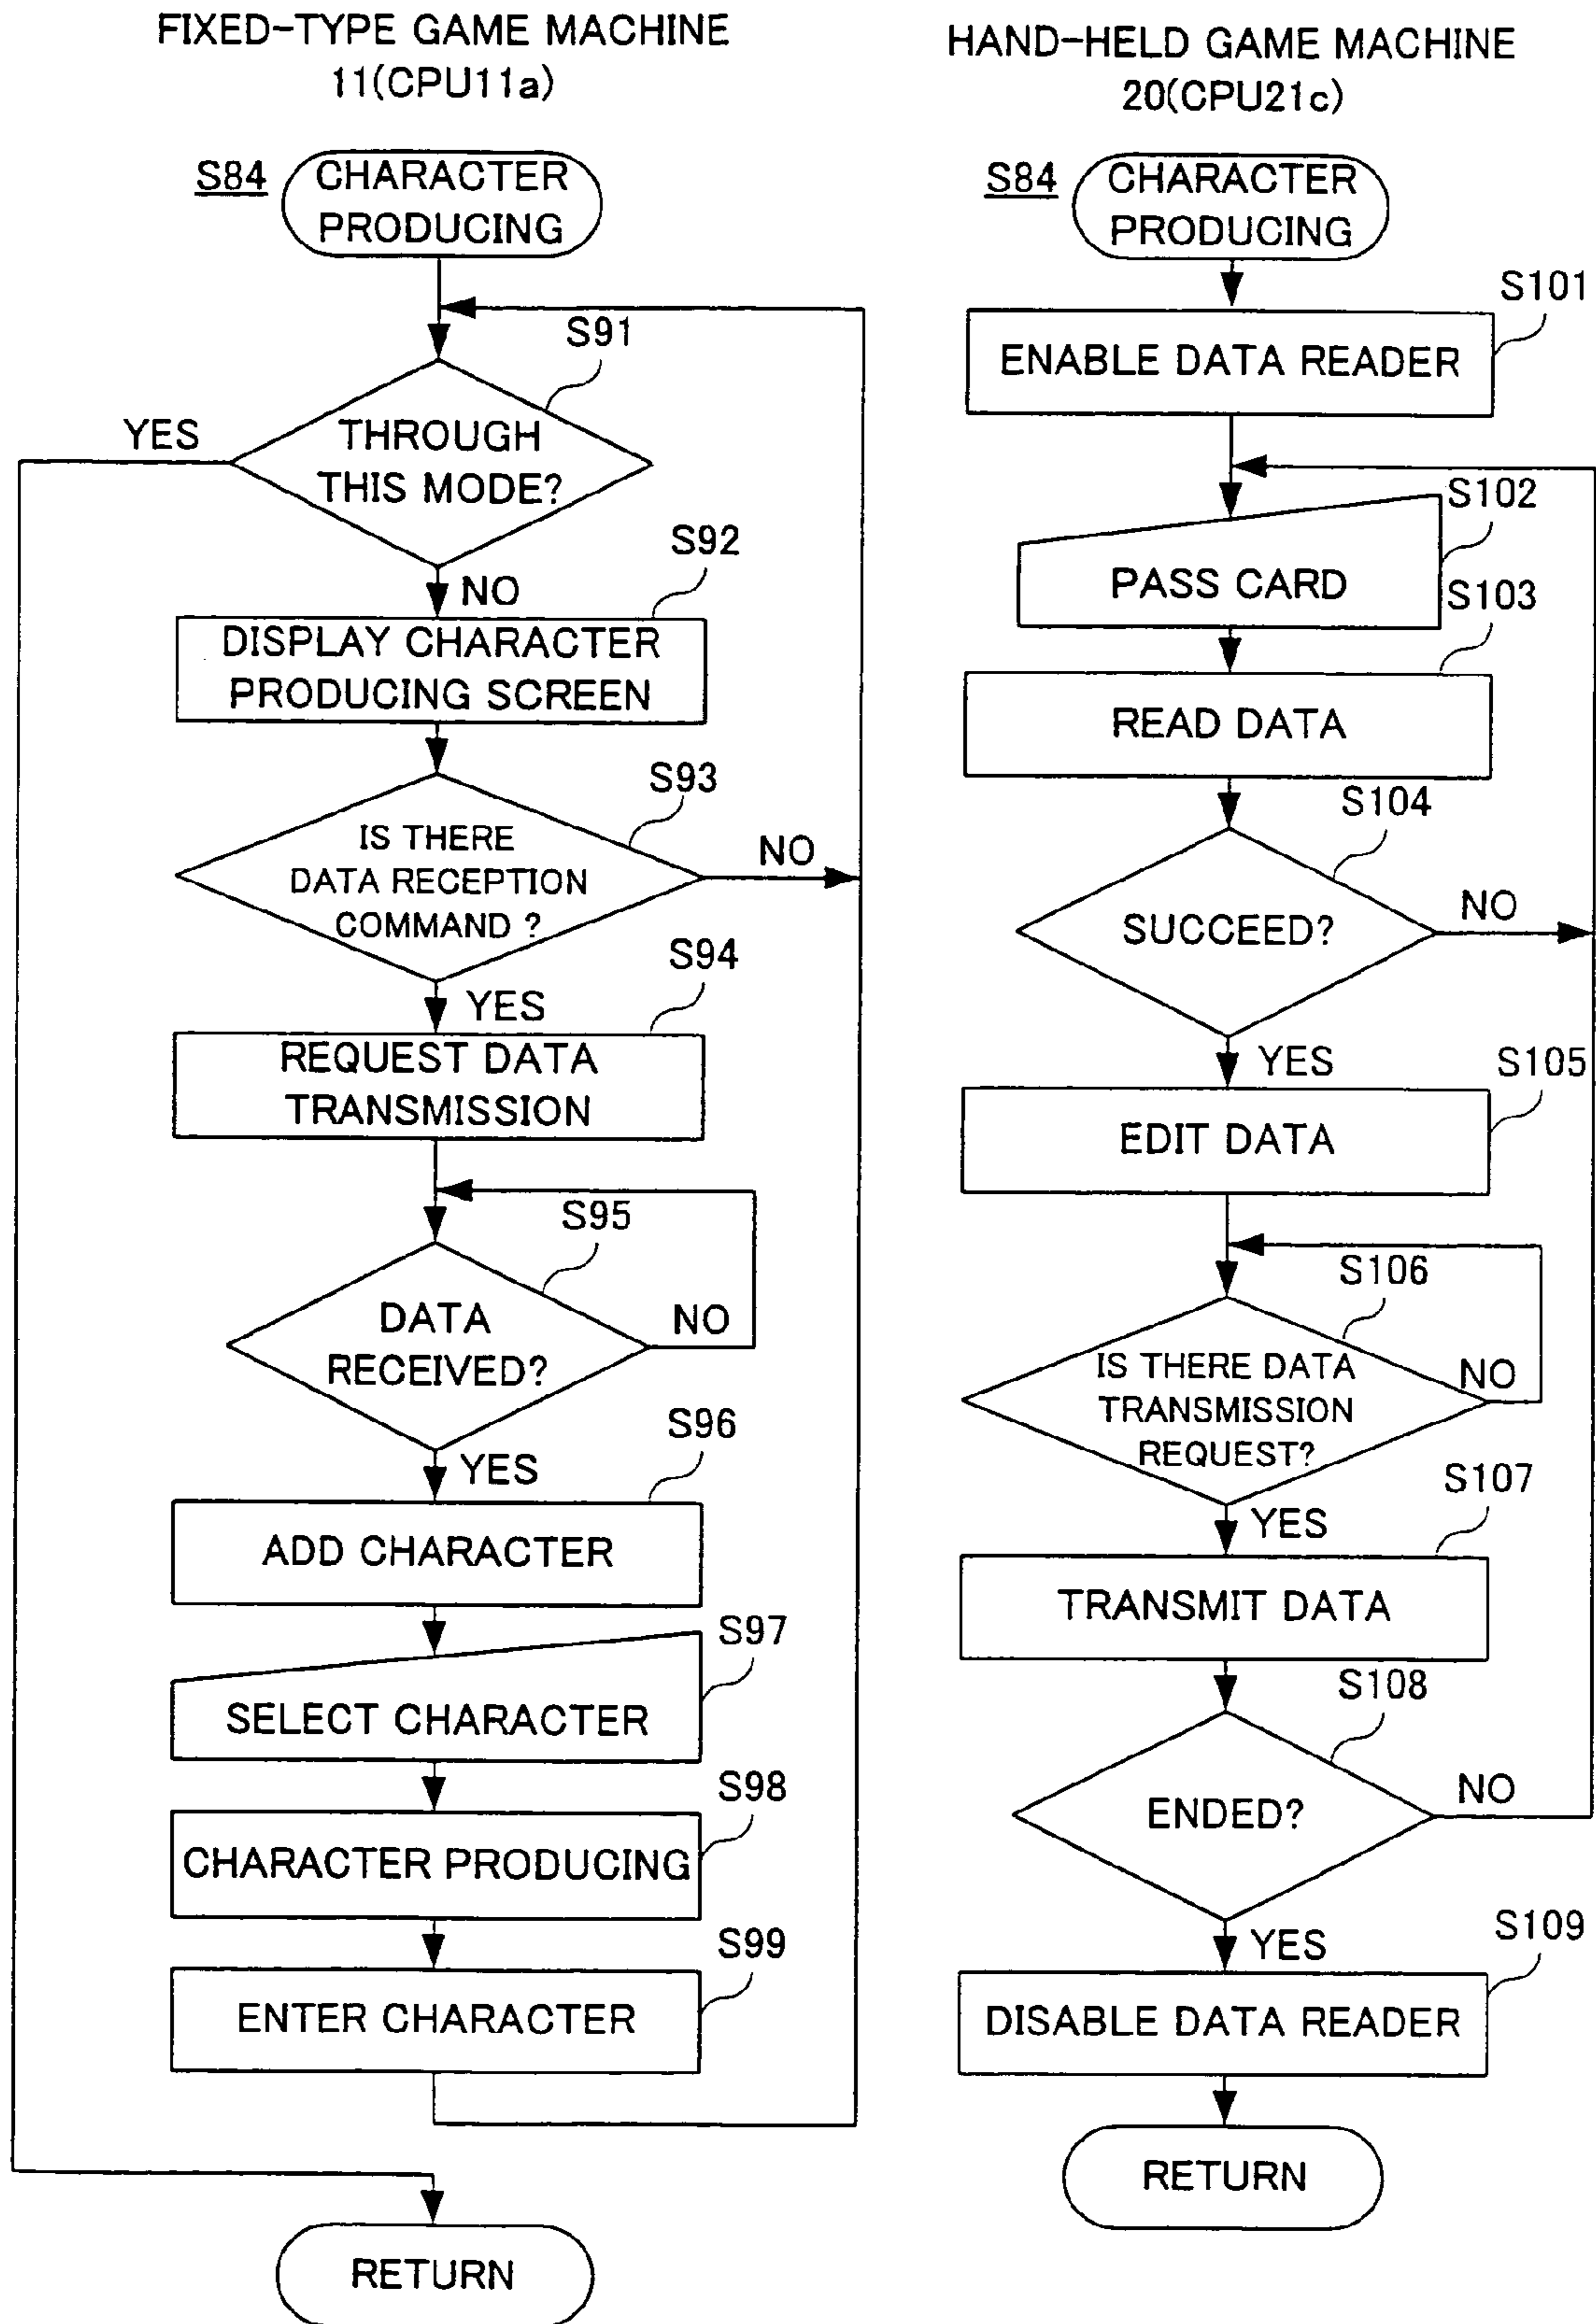 FIXED-TYPE GAME MACHINE
11(CPU11a)
S84
CHARACTER
PRODUCING
S91
YES
THROUGH
THIS MODE?
NO
S92
DISPLAY CHARACTER
PRODUCING SCREEN
S93
IS THERE
DATA RECEPTION
COMMAND ?
NO
YES
S94
REQUEST DATA
TRANSMISSION
S95
DATA
RECEIVED?
NO
YES
S96
ADD CHARACTER
S97
SELECT CHARACTER
S98
CHARACTER PRODUCING
S99
ENTER CHARACTER
RETURN
HAND-HELD GAME MACHINE
20(CPU21c)
S84
CHARACTER
PRODUCING
S101
ENABLE DATA READER
S102
PASS CARD
S103
READ DATA
S104
SUCCEED?
NO
YES
S105
EDIT DATA
S106
IS THERE DATA
TRANSMISSION
REQUEST?
NO
YES
S107
TRANSMIT DATA
S108
ENDED?
NO
YES
S109
DISABLE DATA READER
RETURN